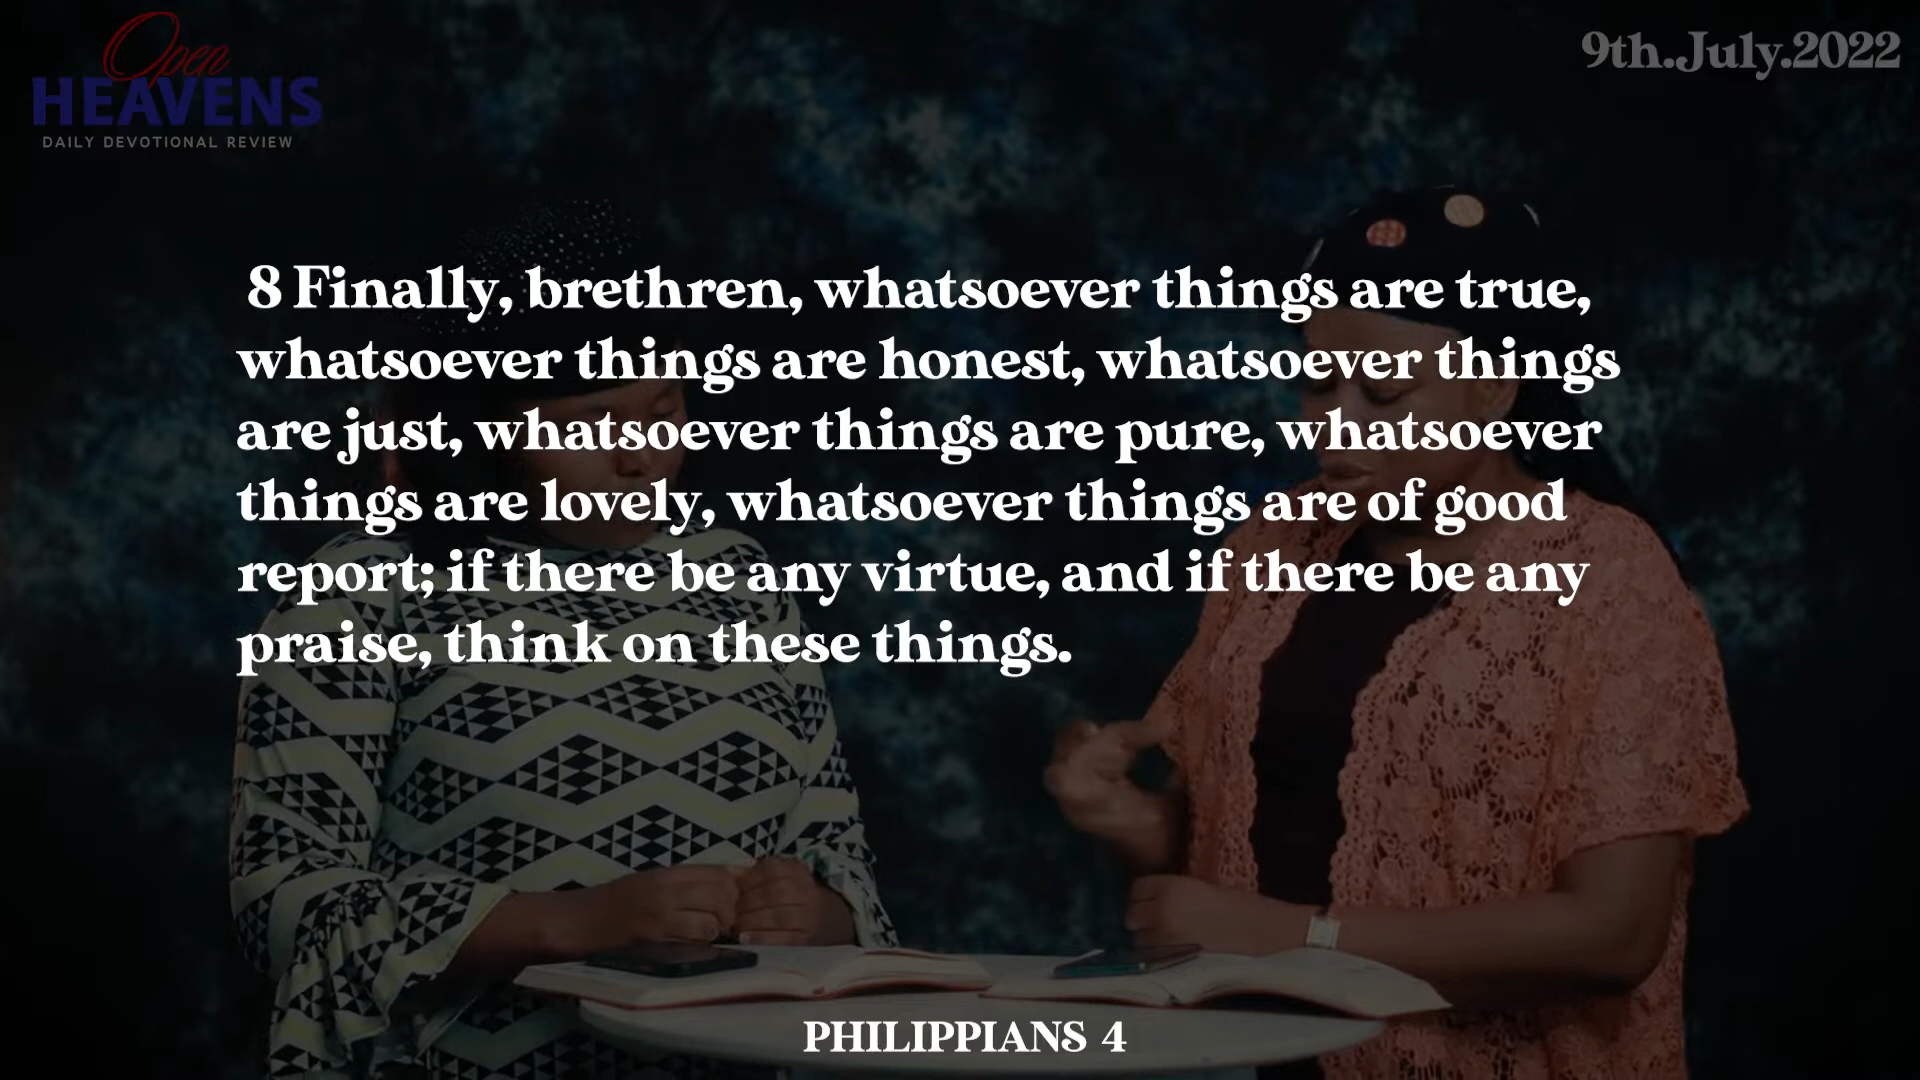 Open
HEAVENS
DAILY DEVOTIONAL REVIEW
9th.July.2022
8 Finally, brethren, whatsoever things are true,
whatsoever things are honest, whatsoever things
are just, whatsoever things are pure, whatsoever
things are lovely, whatsoever things are of good
report; if there be any virtue, and if there be any
praise, think on these things.
PHILIPPIANS 4